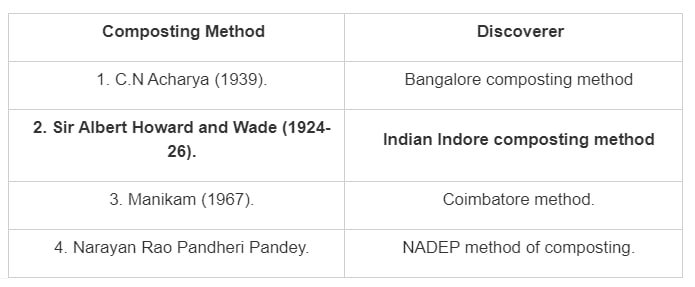 Composting Method Discoverer
1. C.N Acharya (1939). Bangalore composting method
2. Sir Albert Howard and Wade (1924-
26). Indian Indore composting method
3. Manikam (1967). Coimbatore method.
4. Narayan Rao Pandheri Pandey. NADEP method of composting.